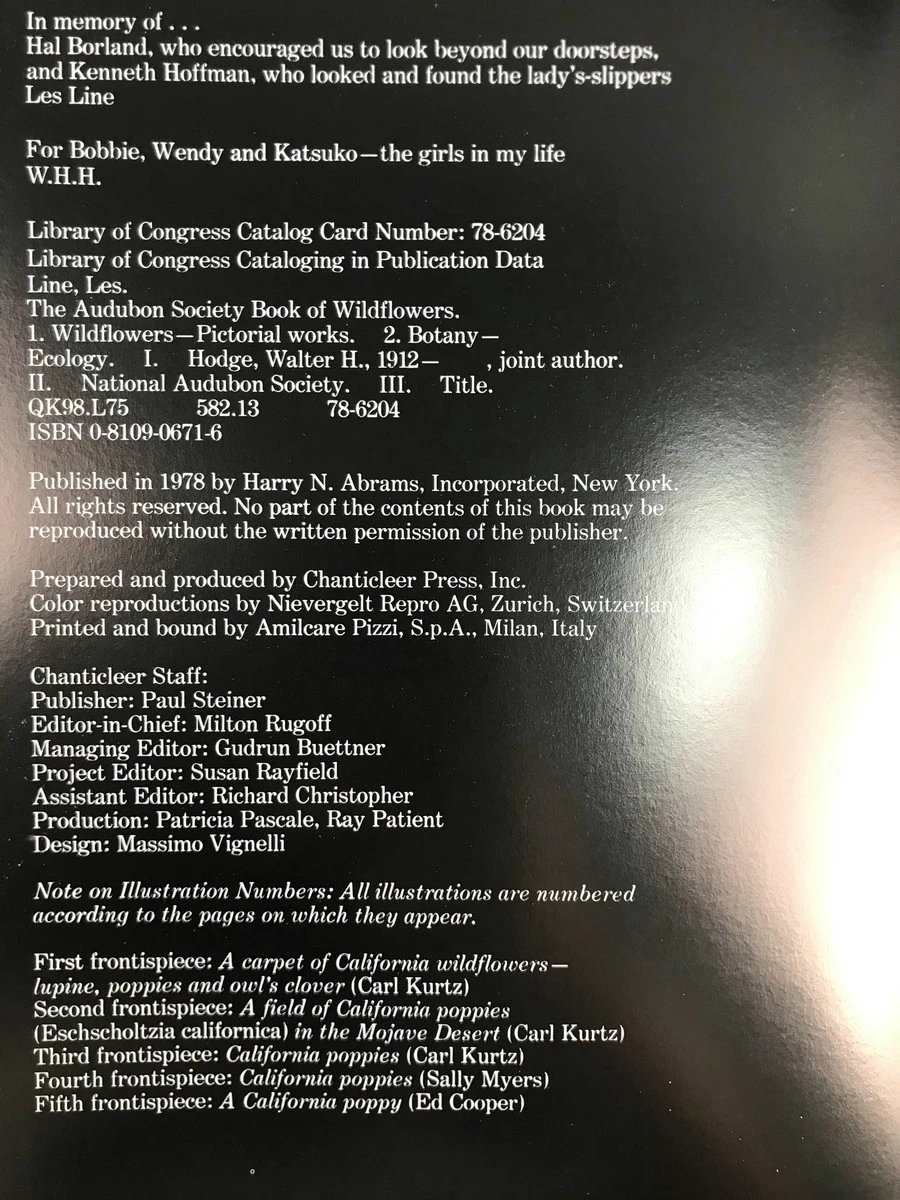 In memory of . . .
Hal Borland, who encouraged us to look beyond our doorsteps,
and Kenneth Hoffman, who looked and found the lady's-slippers
Les Line
For Bobbie, Wendy and Katsuko—the girls in my life
W.H.H.
Library of Congress Catalog Card Number: 78-6204
Library of Congress Cataloging in Publication Data
Line, Les.
The Audubon Society Book of Wildflowers.
1. Wildflowers—Pictorial works. 2. Botany—
Ecology. I. Hodge, Walter H., 1912— , joint author.
II. National Audubon Society. III. Title.
QK98.L75 582.13 78-6204
ISBN 0-8109-0671-6
Published in 1978 by Harry N. Abrams, Incorporated, New York.
All rights reserved. No part of the contents of this book may be
reproduced without the written permission of the publisher.
Prepared and produced by Chanticleer Press, Inc.
Color reproductions by Nievergelt Repro AG, Zurich, Switzerland
Printed and bound by Amilcare Pizzi, S.p.A., Milan, Italy
Chanticleer Staff:
Publisher: Paul Steiner
Editor-in-Chief: Milton Rugoff
Managing Editor: Gudrun Buettner
Project Editor: Susan Rayfield
Assistant Editor: Richard Christopher
Production: Patricia Pascale, Ray Patient
Design: Massimo Vignelli
Note on Illustration Numbers: All illustrations are numbered
according to the pages on which they appear.
First frontispiece: A carpet of California wildflowers—
lupine, poppies and owl's clover (Carl Kurtz)
Second frontispiece: A field of California poppies
(Eschscholtzia californica) in the Mojave Desert (Carl Kurtz)
Third frontispiece: California poppies (Carl Kurtz)
Fourth frontispiece: California poppies (Sally Myers)
Fifth frontispiece: A California poppy (Ed Cooper)